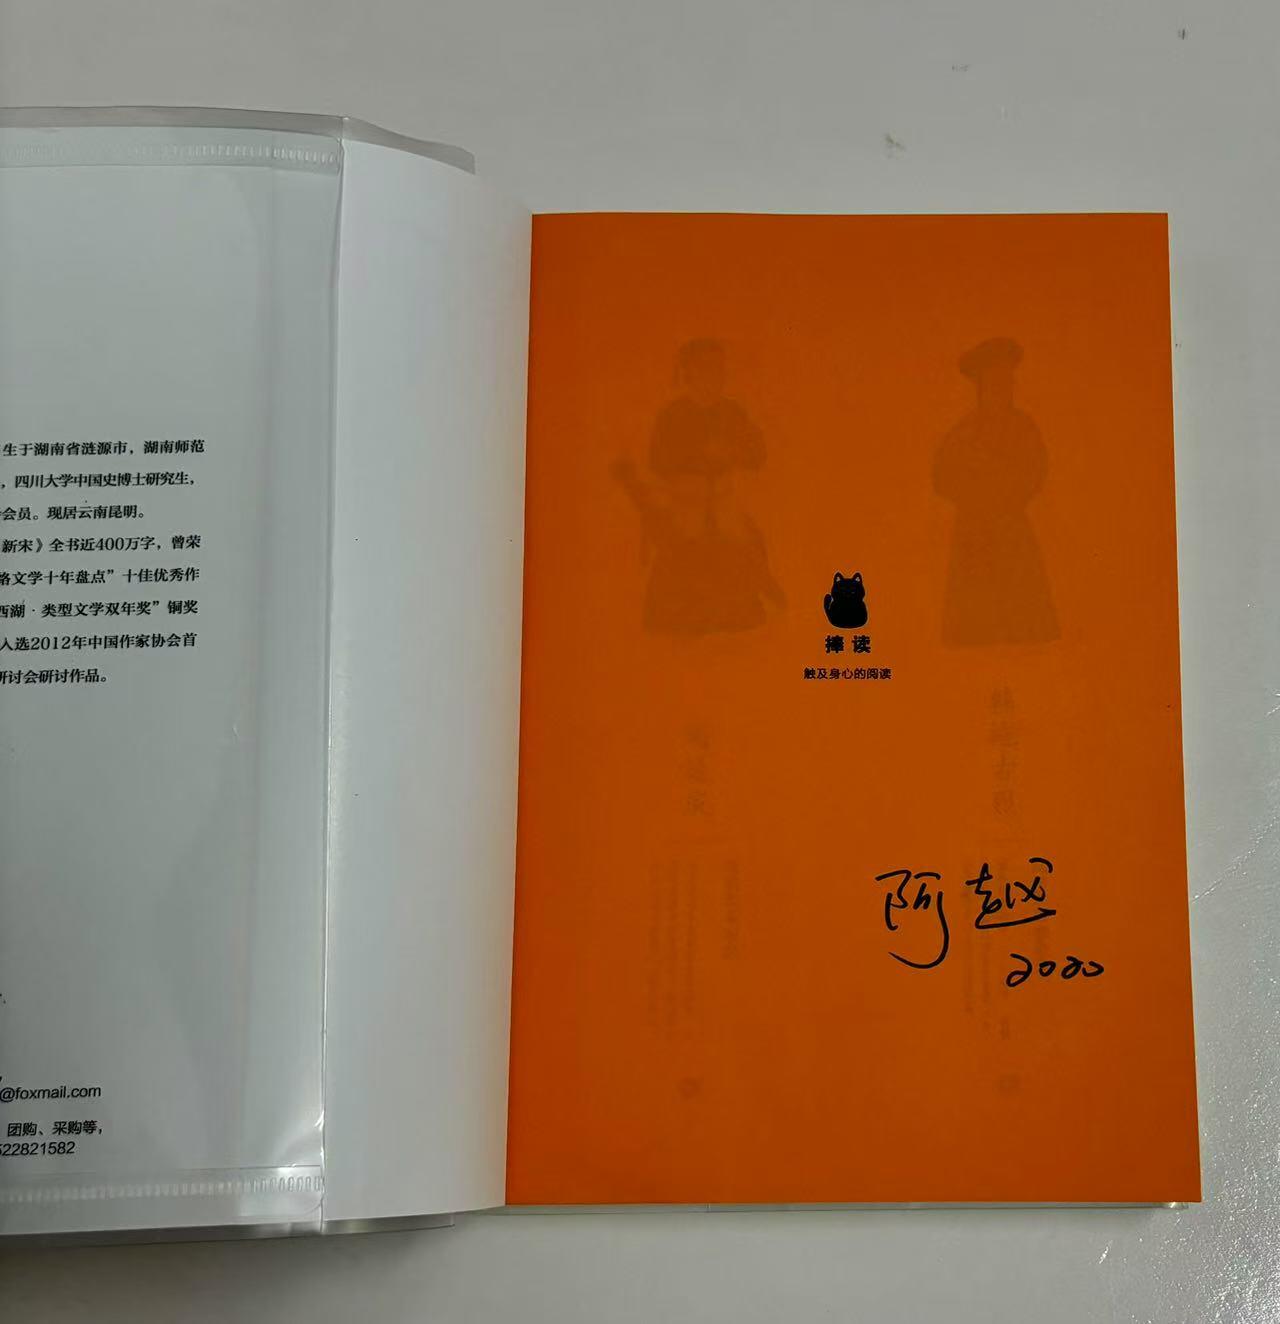 生于湖南省涟源市，湖南师范
，四川大学中国史博士研究生，
会员。现居云南昆明。
新宋》全书近400万字，曾荣
络文学十年盘点”十佳优秀作
西湖·类型文学双年奖”铜奖
入选2012年中国作家协会首
研讨会研讨作品。
@foxmail.com
团购、采购等，
522821582
捧读
触及身心的阅读
阿越
2020